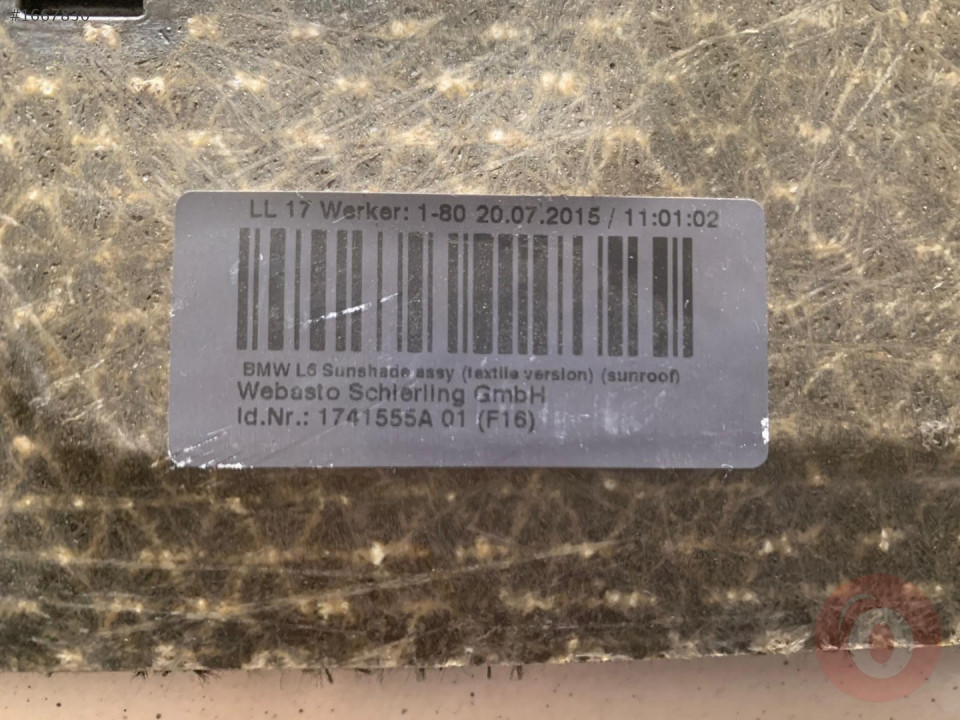 #1667830
LL 17 Werker: 1-80 20.07.2015 / 11:01:02
BMW L6 Sunshade assy (textile version) (sunroof)
Webasto Schierling GmbH
Id.Nr.: 1741555A 01 (F16)